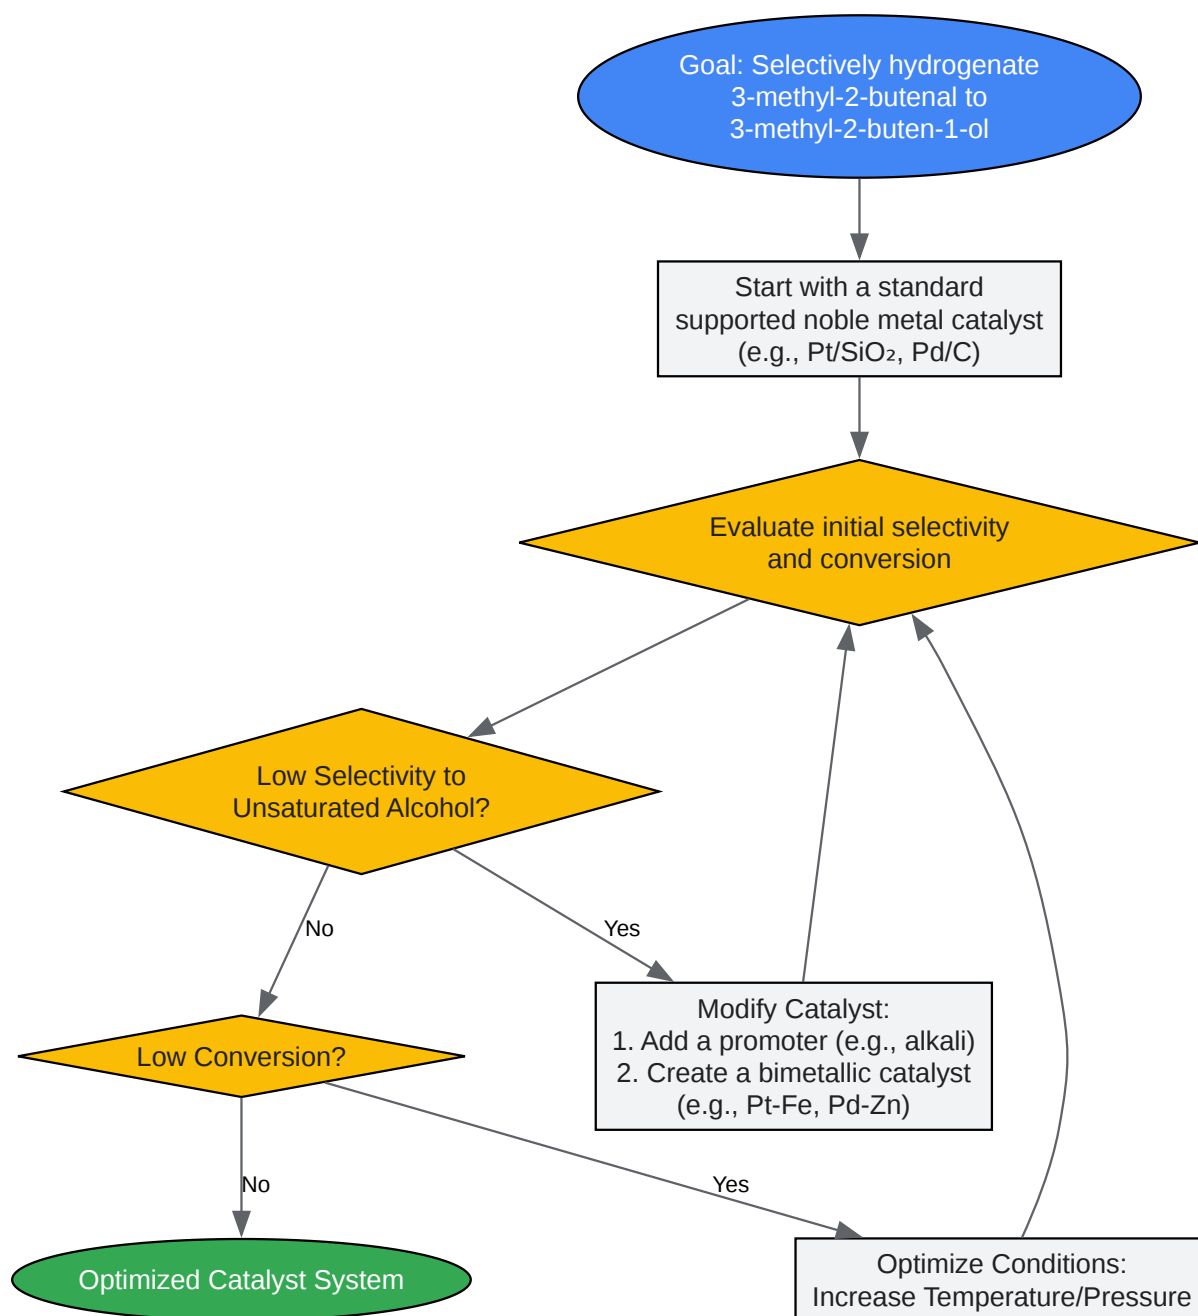 Goal: Selectively hydrogenate
3-methyl-2-butenal to
3-methyl-2-buten-1-ol
Start with a standard
supported noble metal catalyst
(e.g., Pt/SiO₂, Pd/C)
Evaluate initial selectivity
and conversion
Low Selectivity to
Unsaturated Alcohol?
No
Yes
Modify Catalyst:
1. Add a promoter (e.g., alkali)
2. Create a bimetallic catalyst
(e.g., Pt-Fe, Pd-Zn)
Low Conversion?
No
Yes
Optimized Catalyst System
Optimize Conditions:
Increase Temperature/Pressure